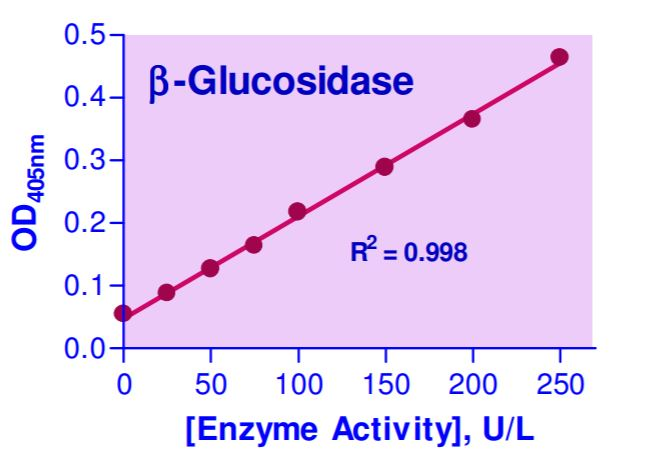 β-Glucosidase
R² = 0.998
OD405nm
0.5
0.4
0.3
0.2
0.1
0.0
0 50 100 150 200 250
[Enzyme Activity], U/L